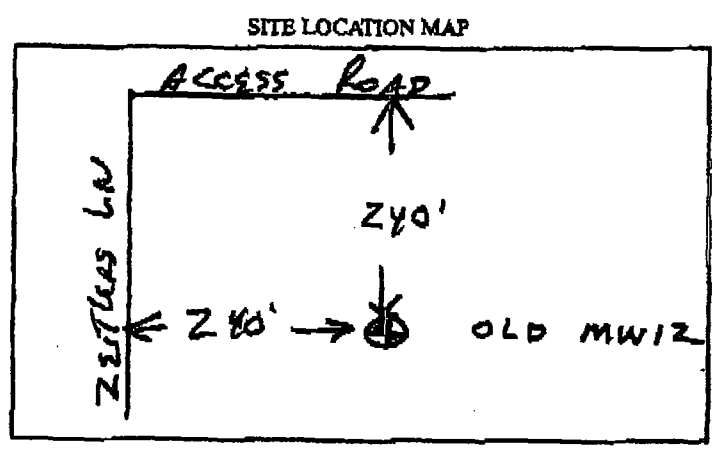 SITE LOCATION MAP
ACCESS ROAD
240'
ZEITLERS LN
240'
OLD MW12